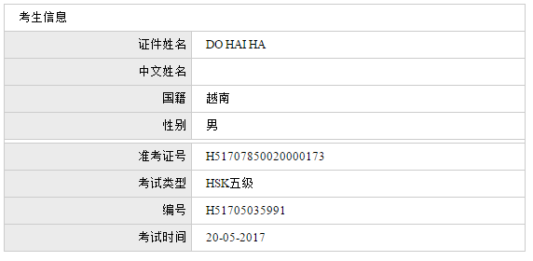 考生信息
证件姓名 DO HAI HA
中文姓名
国籍 越南
性别 男
准考证号 H51707850020000173
考试类型 HSK五级
编号 H51705035991
考试时间 20-05-2017